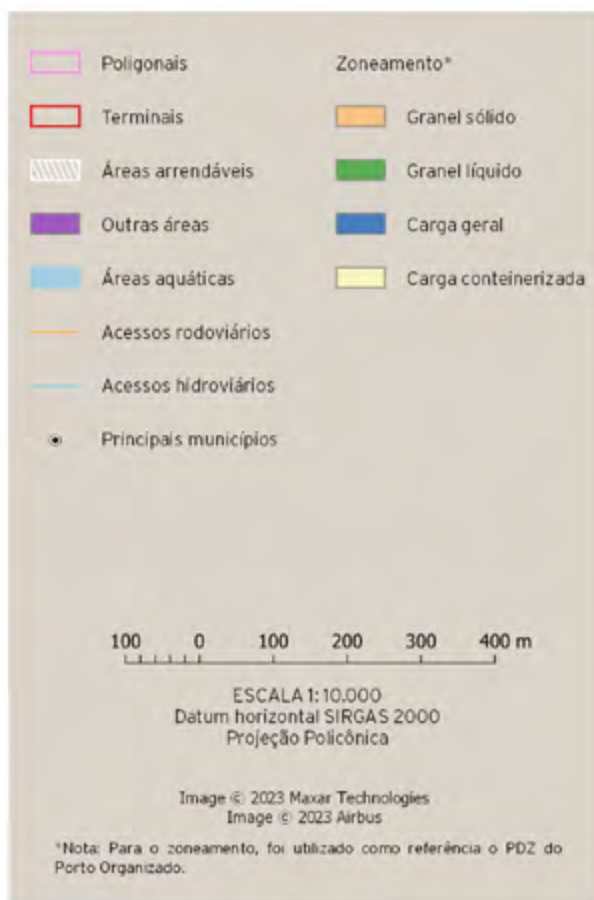 Poligonais
Terminais
Áreas arrendáveis
Outras áreas
Áreas aquáticas
Acessos rodoviários
Acessos hidroviários
Principais municípios
Zoneamento*
Granel sólido
Granel líquido
Carga geral
Carga conteinerizada
100 0 100 200 300 400 m
ESCALA 1:10.000
Datum horizontal SIRGAS 2000
Projeção Policônica
Image © 2023 Maxar Technologies
Image © 2023 Airbus
*Nota: Para o zoneamento, foi utilizado como referência o PDZ do
Porto Organizado.